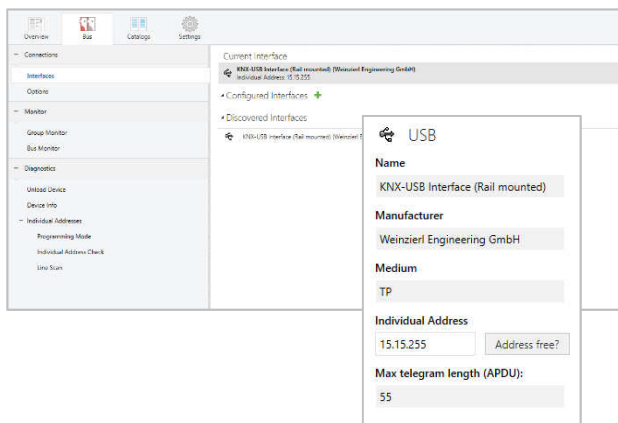 Overview
Bus
Catalogs
Settings
Connections
Interfaces
Options
Monitor
Group Monitor
Bus Monitor
Diagnostics
Unload Device
Device Info
Individual Addresses
Programming Mode
Individual Address Check
Line Scan
Current Interface
KNX-USB Interface (Rail mounted) (Weinzierl Engineering GmbH)
Individual Address: 15.15.255
Configured Interfaces
Discovered Interfaces
KNX-USB Interface (Rail mounted) (Weinzierl E
USB
Name
KNX-USB Interface (Rail mounted)
Manufacturer
Weinzierl Engineering GmbH
Medium
TP
Individual Address
15.15.255 Address free?
Max telegram length (APDU):
55